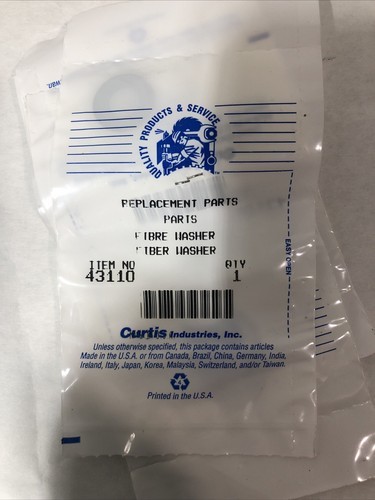 QUALITY PRODUCTS & SERVICE
REPLACEMENT PARTS
PARTS
FIBRE WASHER
FIBER WASHER
ITEM NO QTY
43110 1
EASY OPEN
Curtis Industries, Inc.
Unless otherwise specified, this package contains articles
Made in the U.S.A. or from Canada, Brazil, China, Germany, India,
Ireland, Italy, Japan, Korea, Malaysia, Switzerland, and/or Taiwan.
Printed in U.S.A.